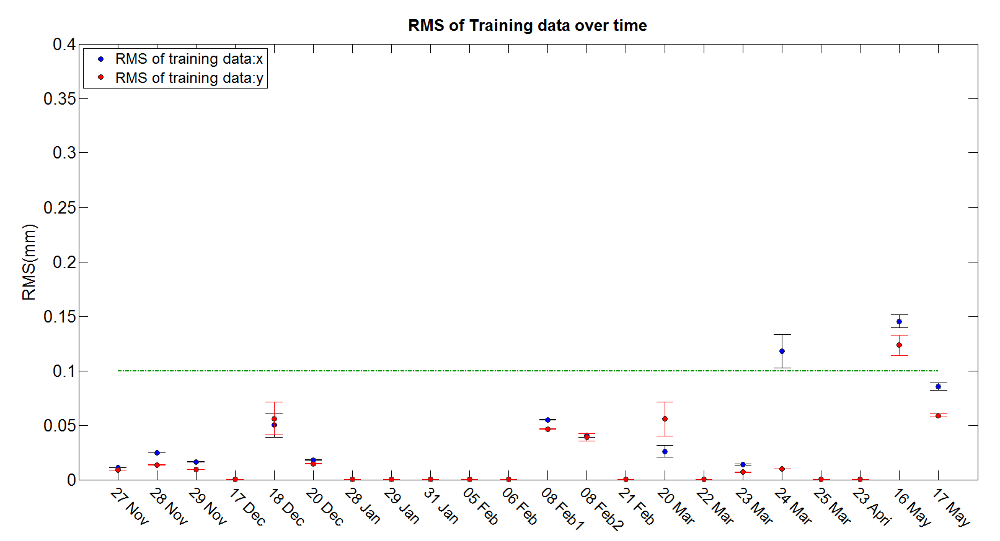 RMS of Training data over time
0.4
0.35
0.3
0.25
0.2
0.15
0.1
0.05
0
RMS(mm)
RMS of training data:x
RMS of training data:y
27 Nov
28 Nov
29 Nov
17 Dec
18 Dec
20 Dec
28 Jan
29 Jan
31 Jan
05 Feb
06 Feb
08 Feb1
08 Feb2
21 Feb
20 Mar
22 Mar
23 Mar
24 Mar
25 Mar
23 Apri
16 May
17 May